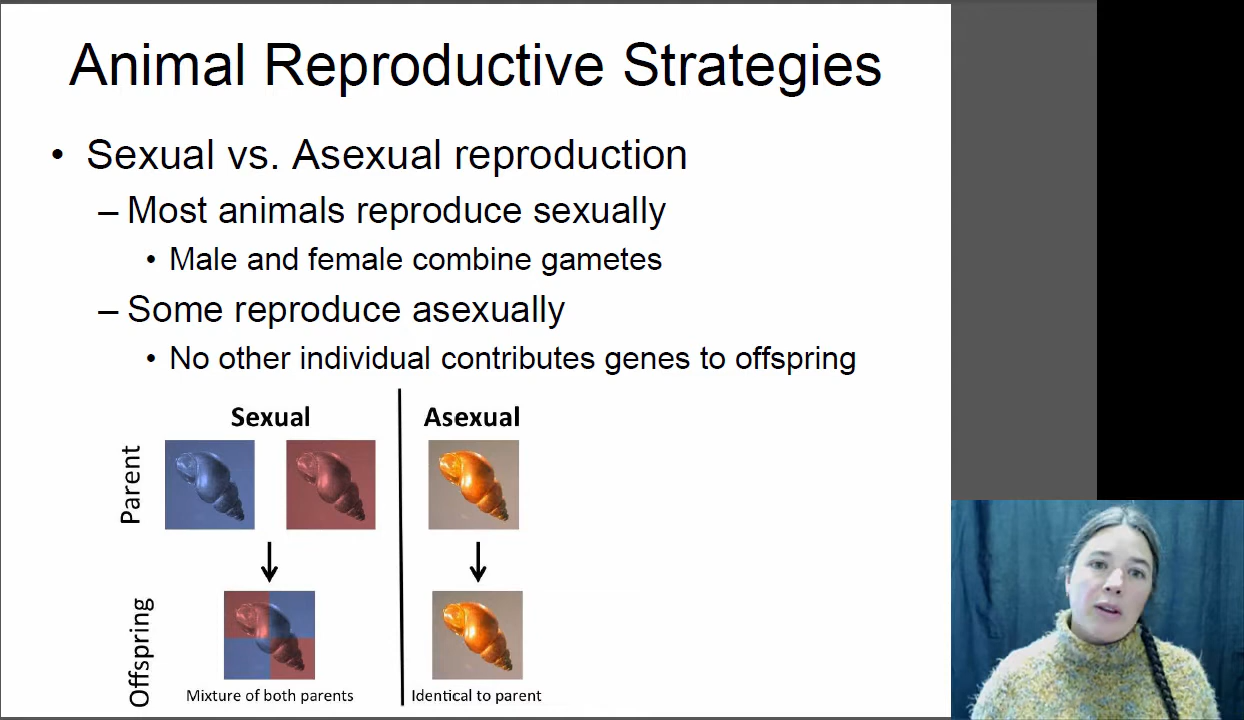 Animal Reproductive Strategies
• Sexual vs. Asexual reproduction
– Most animals reproduce sexually
• Male and female combine gametes
– Some reproduce asexually
• No other individual contributes genes to offspring
Sexual
Asexual
Parent
Offspring
Mixture of both parents
Identical to parent